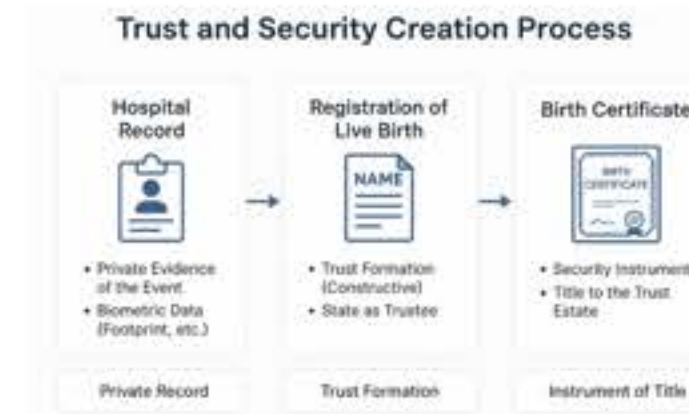 Trust and Security Creation Process
Hospital
Record
• Private Evidence
of the Event
• Biometric Data
(Footprint, etc.)
Private Record
Registration of
Live Birth
NAME
• Trust Formation
(Constructive)
• State as Trustee
Trust Formation
Birth Certificate
BIRTH
CERTIFICATE
• Security Instrument
• Title to the Trust
Estate
Instrument of Title